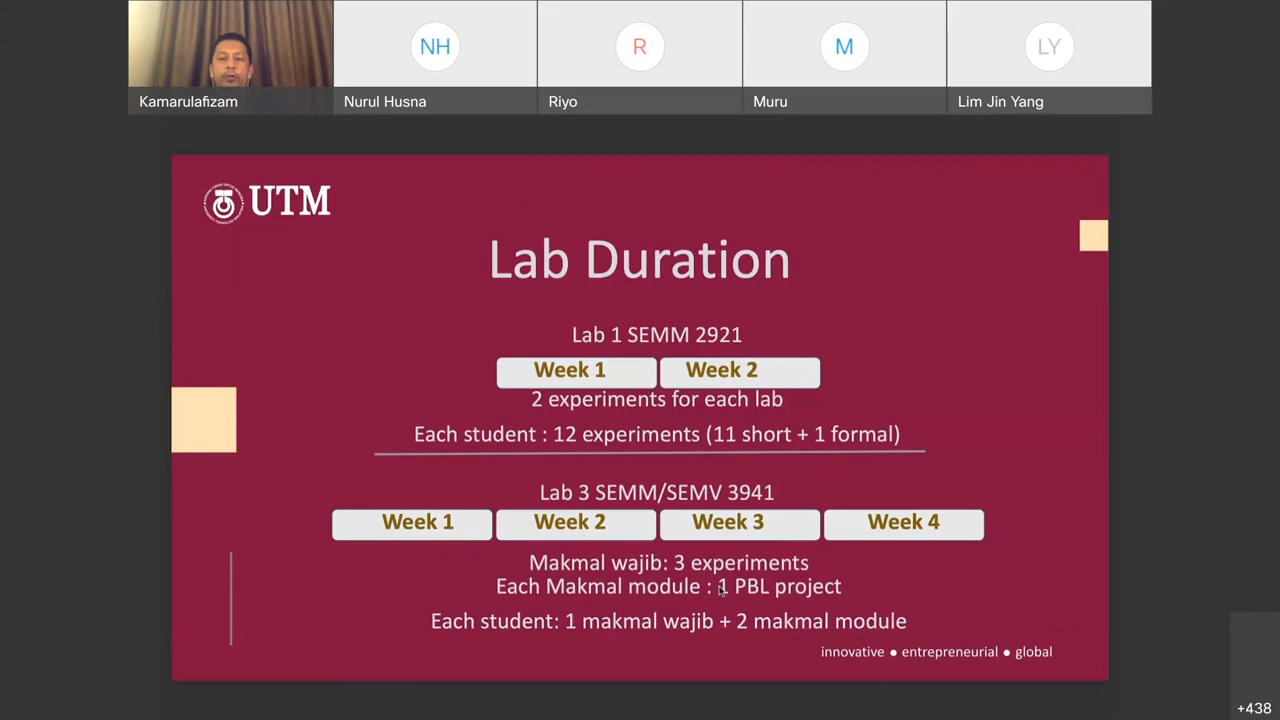 NH
R
M
LY
Kamarulafizam
Nurul Husna
Riyo
Muru
Lim Jin Yang
UTM
Lab Duration
Lab 1 SEMM 2921
Week 1
Week 2
2 experiments for each lab
Each student : 12 experiments (11 short + 1 formal)
Lab 3 SEMM/SEMV 3941
Week 1
Week 2
Week 3
Week 4
Makmal wajib: 3 experiments
Each Makmal module : 1 PBL project
Each student: 1 makmal wajib + 2 makmal module
innovative ● entrepreneurial ● global
+438